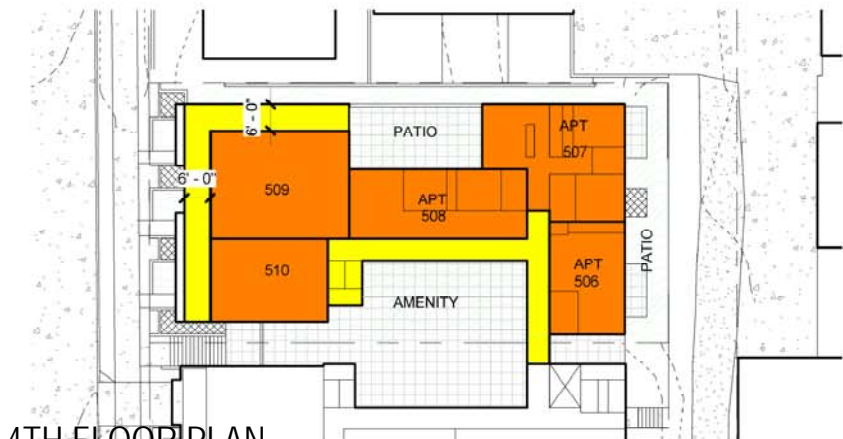 6' - 0"
PATIO
APT
507
6' - 0"
509
APT
508
510
APT
506
PATIO
AMENITY
4TH FLOOR PLAN